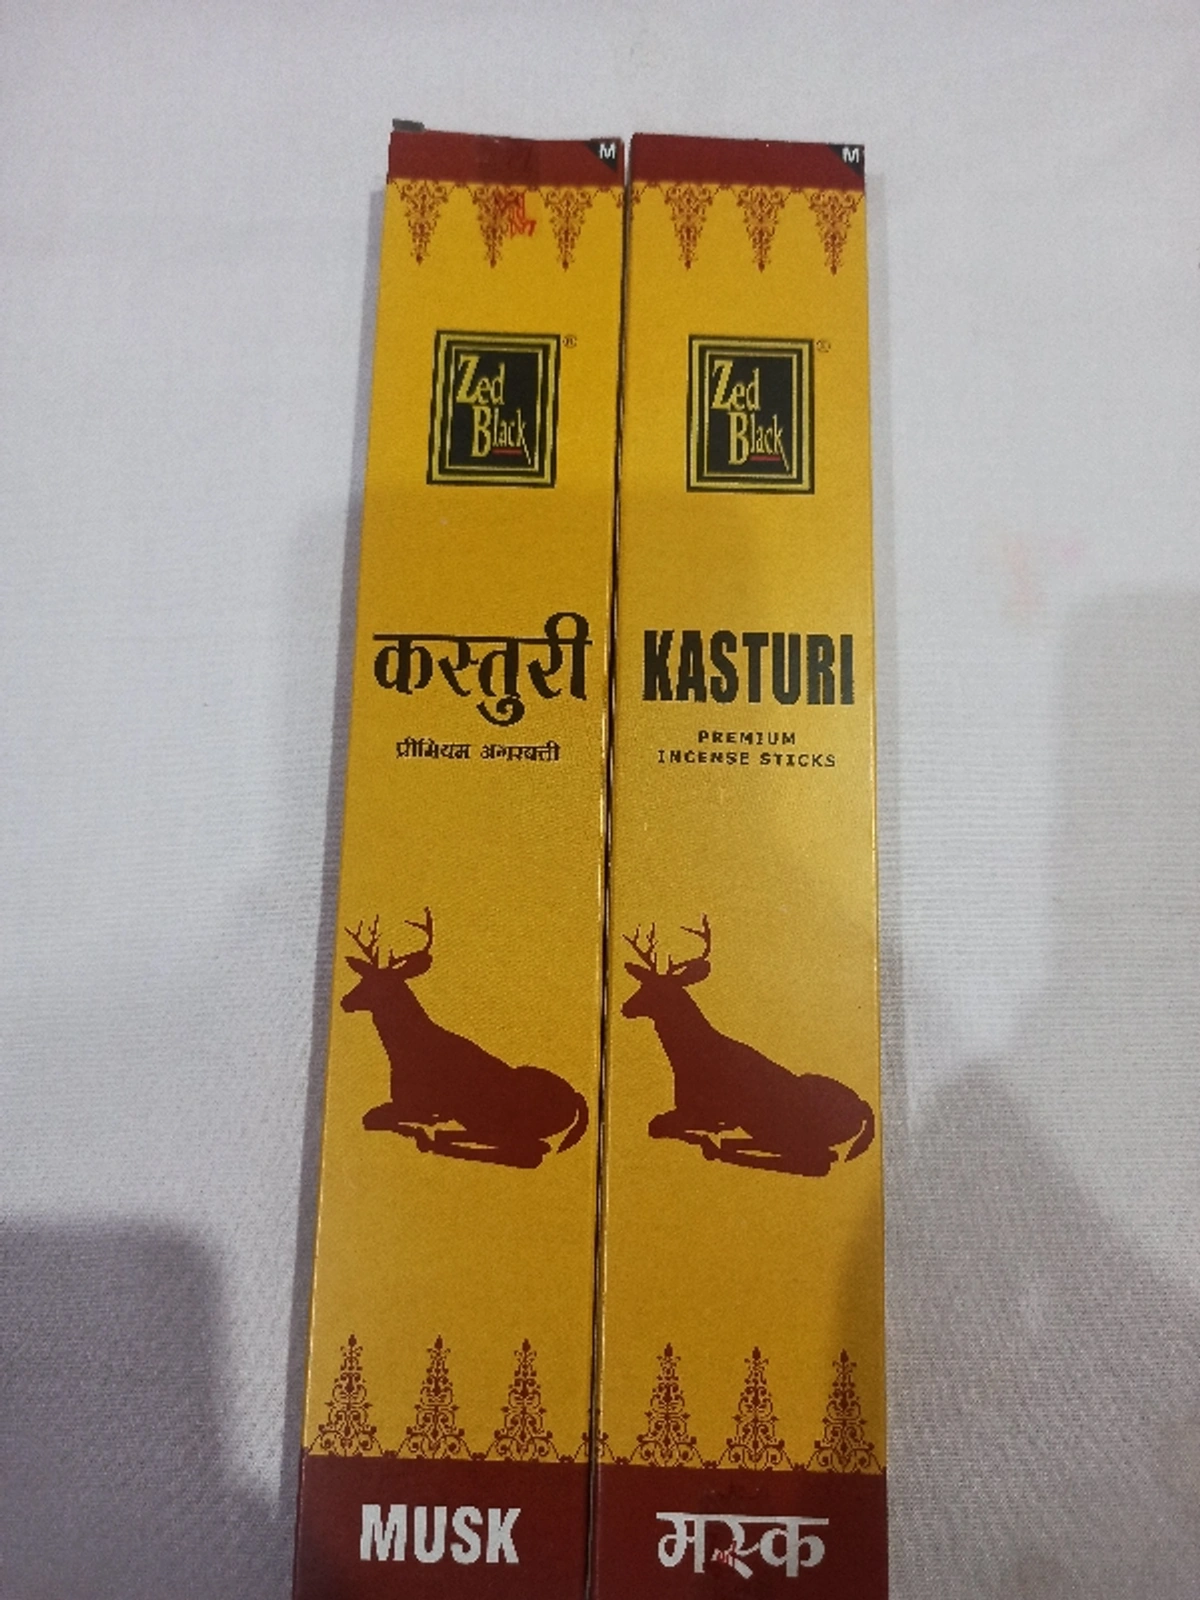 M
Zed
Black
®
कस्तुरी
प्रीमियम अगरबत्ती
MUSK
M
Zed
Black
®
KASTURI
PREMIUM
INCENSE STICKS
मस्क